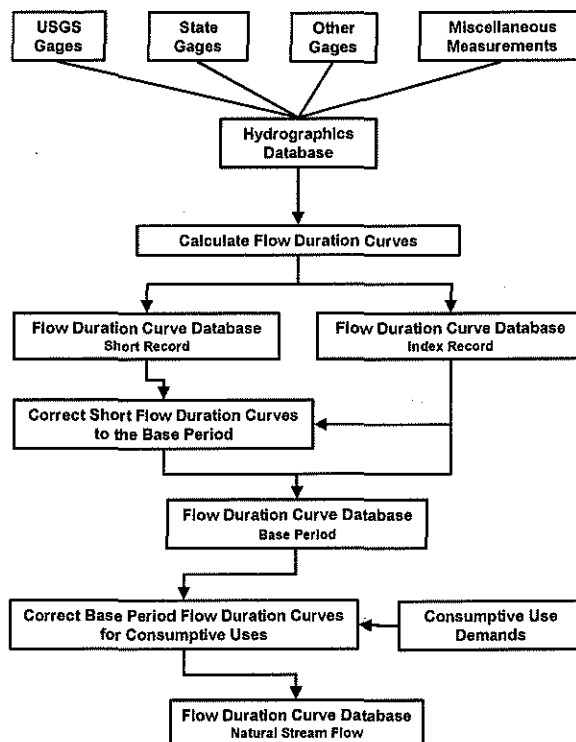 USGS
Gages
State
Gages
Other
Gages
Miscellaneous
Measurements
Hydrographics
Database
Calculate Flow Duration Curves
Flow Duration Curve Database
Short Record
Flow Duration Curve Database
Index Record
Correct Short Flow Duration Curves
to the Base Period
Flow Duration Curve Database
Base Period
Correct Base Period Flow Duration Curves
for Consumptive Uses
Consumptive Use
Demands
Flow Duration Curve Database
Natural Stream Flow